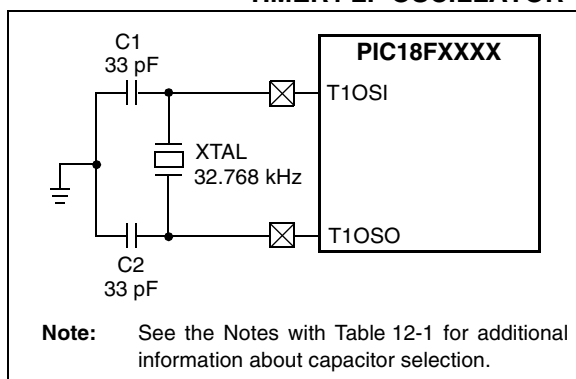 TIMER1 LP OSCILLATOR
C1
33 pF
PIC18FXXXX
T1OSI
XTAL
32.768 kHz
T1OSO
C2
33 pF
Note: See the Notes with Table 12-1 for additional
information about capacitor selection.